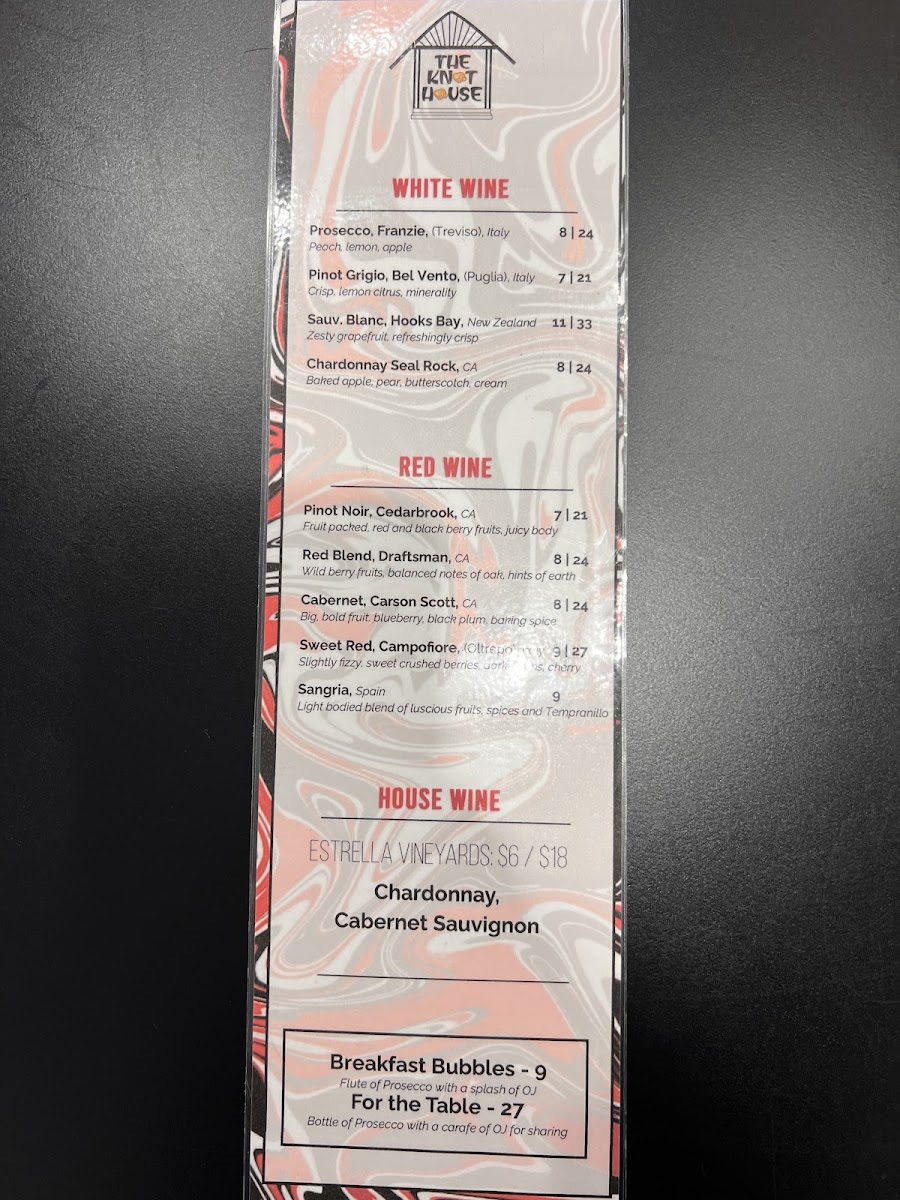 THE
KNOT
HOUSE
WHITE WINE
Prosecco, Franzie, (Treviso), Italy 8 | 24
Peach, lemon, apple
Pinot Grigio, Bel Vento, (Puglia), Italy 7 | 21
Crisp, lemon citrus, minerality
Sauv. Blanc, Hooks Bay, New Zealand 11 | 33
Zesty grapefruit, refreshingly crisp
Chardonnay Seal Rock, CA 8 | 24
Baked apple, pear, butterscotch, cream
RED WINE
Pinot Noir, Cedarbrook, CA 7 | 21
Fruit packed, red and black berry fruits, juicy body
Red Blend, Draftsman, CA 8 | 24
Wild berry fruits, balanced notes of oak, hints of earth
Cabernet, Carson Scott, CA 8 | 24
Big, bold fruit, blueberry, black plum, baking spice
Sweet Red, Campofiore, 9 | 27
Slightly fizzy, sweet crushed berries, dark cherry
Sangria, Spain 9
Light bodied blend of luscious fruits, spices and Tempranillo
HOUSE WINE
ESTRELLA VINEYARDS: $6 / $18
Chardonnay,
Cabernet Sauvignon
Breakfast Bubbles - 9
Flute of Prosecco with a splash of OJ
For the Table - 27
Bottle of Prosecco with a carafe of OJ for sharing